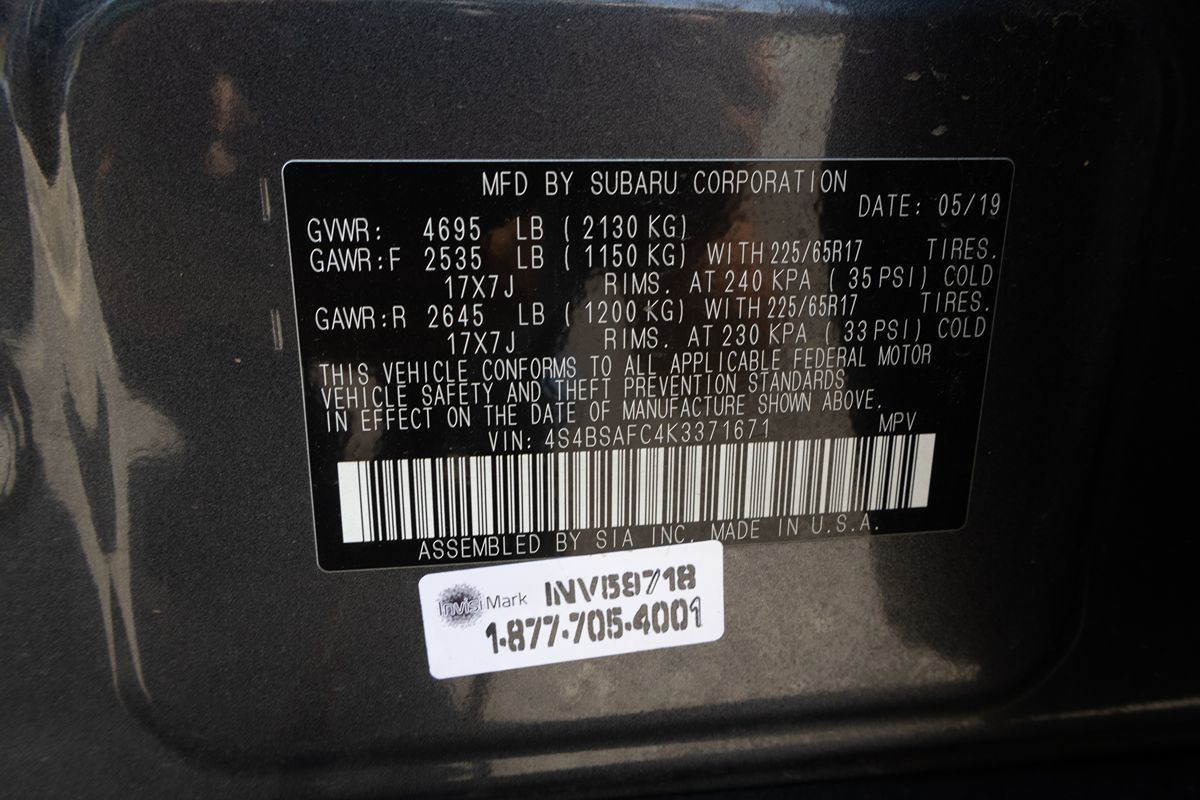 MFD BY SUBARU CORPORATION
DATE: 05/19
GVWR: 4695 LB ( 2130 KG)
GAWR:F 2535 LB ( 1150 KG) WITH 225/65R17 TIRES.
17X7J RIMS. AT 240 KPA ( 35 PSI) COLD
GAWR:R 2645 LB ( 1200 KG) WITH 225/65R17 TIRES.
17X7J RIMS. AT 230 KPA 33 PSI) COLD
THIS VEHICLE CONFORMS TO ALL APPLICABLE FEDERAL MOTOR
VEHICLE SAFETY AND THEFT PREVENTION STANDARDS
IN EFFECT ON THE DATE OF MANUFACTURE SHOWN ABOVE.
VIN: 4S4BSAFC4K3371671 MPV
ASSEMBLED BY SIA INC. MADE IN U.S.A.
InvisiMark INV59718
1-877-705-4001